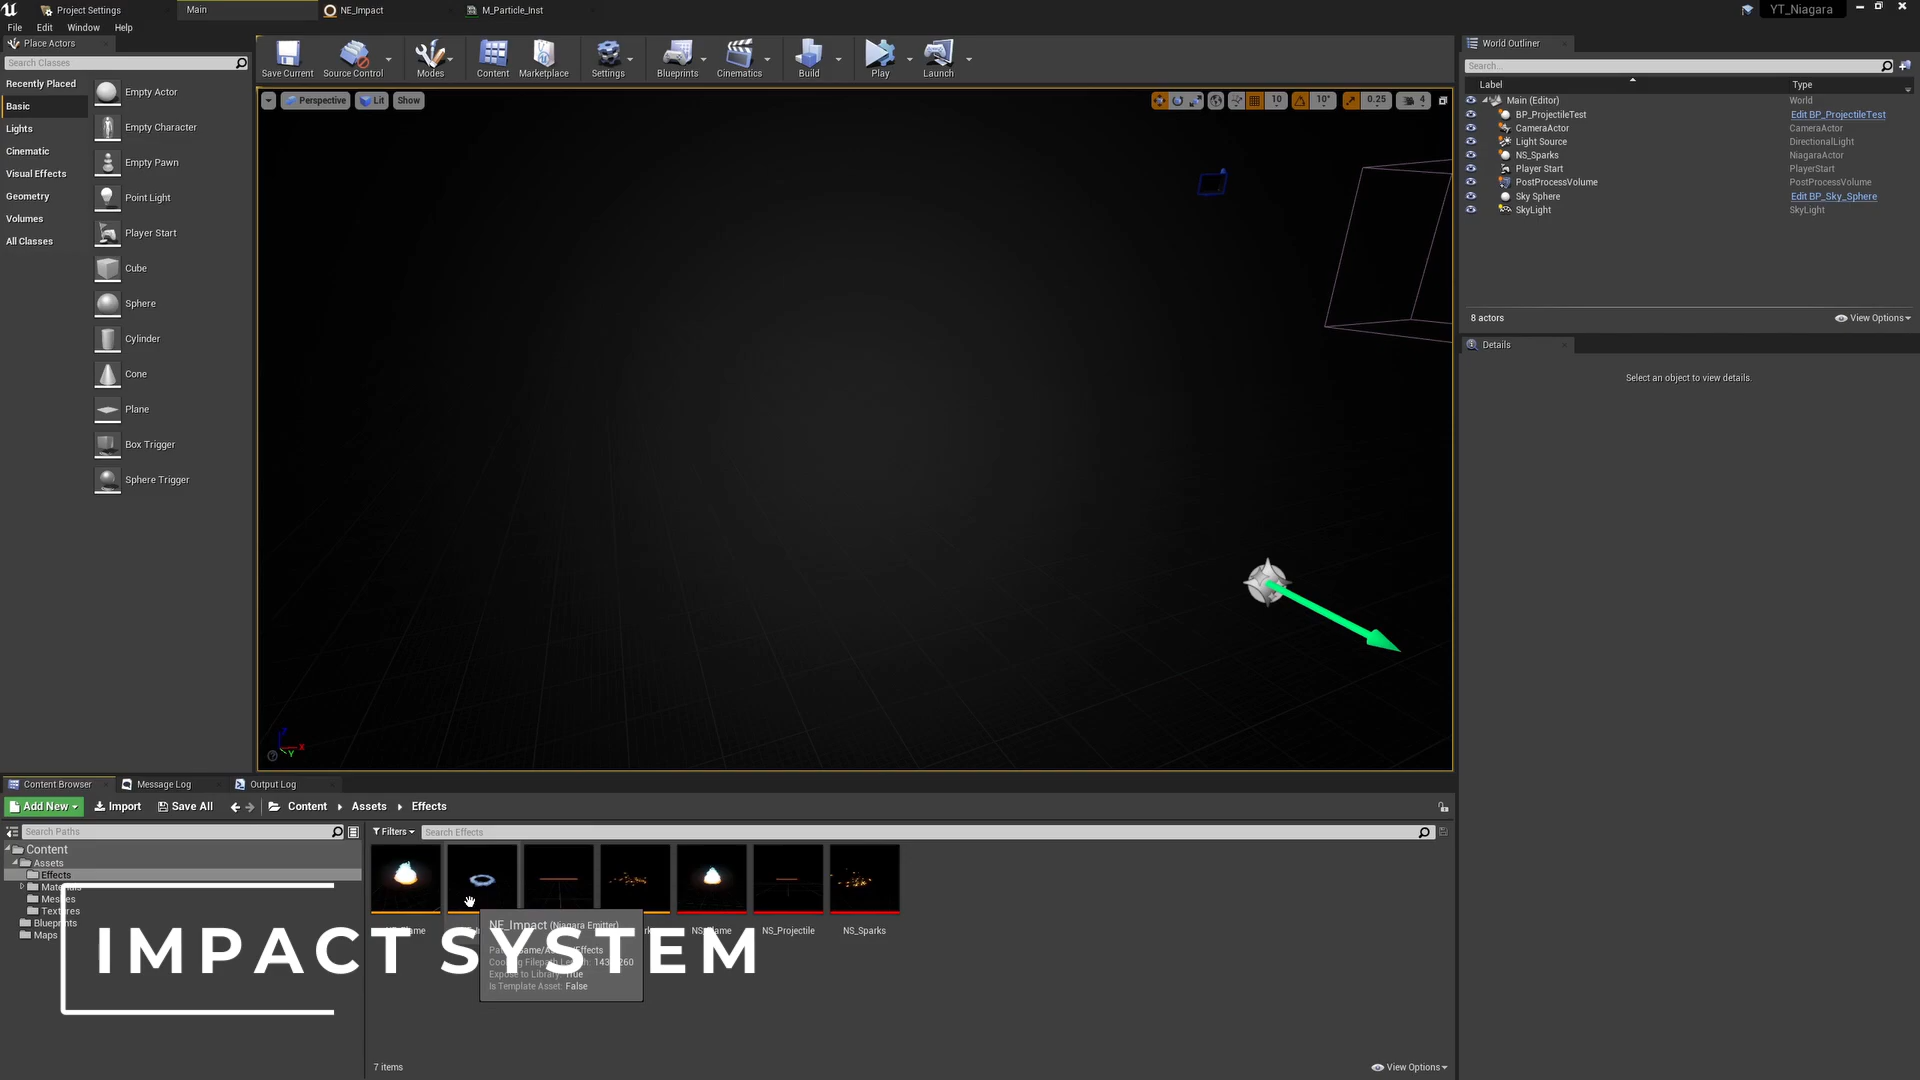 Project Settings
Main
NE_Impact
M_Particle_Inst
YT_Niagara
File Edit Window Help
Place Actors
Search Classes
Recently Placed
Basic
Lights
Cinematic
Visual Effects
Geometry
Volumes
All Classes
Empty Actor
Empty Character
Empty Pawn
Point Light
Player Start
Cube
Sphere
Cylinder
Cone
Plane
Box Trigger
Sphere Trigger
Save Current
Source Control
Modes
Content
Marketplace
Settings
Blueprints
Cinematics
Build
Play
Launch
Perspective
Lit
Show
10
10°
0.25
4
X
Y
World Outliner
Search...
Label Type
Main (Editor) World
BP_ProjectileTest Edit BP_ProjectileTest
CameraActor CameraActor
Light Source DirectionalLight
NS_Sparks NiagaraActor
Player Start PlayerStart
PostProcessVolume PostProcessVolume
Sky Sphere Edit BP_Sky_Sphere
SkyLight SkyLight
8 actors
View Options
Details
Select an object to view details.
Content Browser
Message Log
Output Log
Add New
Import
Save All
Content
Assets
Effects
Search Paths
Filters
Search Effects
Content
Assets
Effects
Textures
Blueprints
Maps
NS_Projectile
NS_Sparks
NE_Impact (Niagara Emitter)
Is Template Asset: False
IMPACT SYSTEM
7 items
View Options